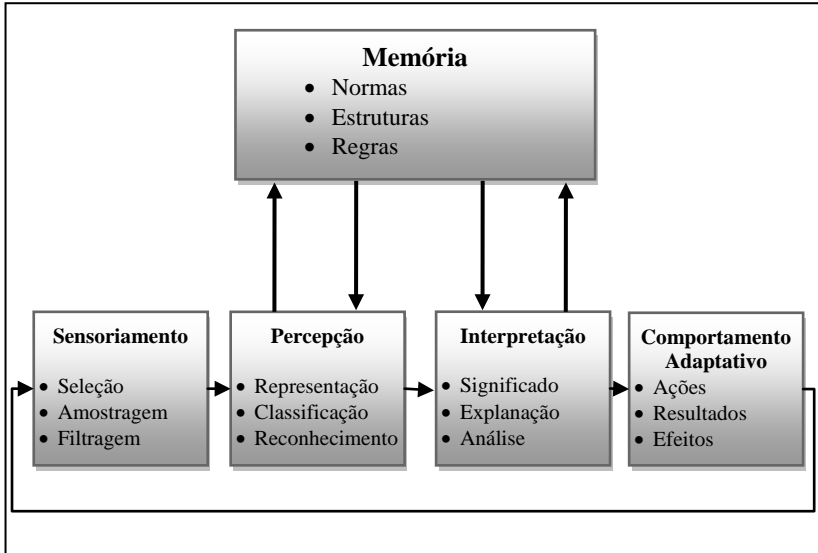 Memória
• Normas
• Estruturas
• Regras
Sensoriamento
• Seleção
• Amostragem
• Filtragem
Percepção
• Representação
• Classificação
• Reconhecimento
Interpretação
• Significado
• Explanação
• Análise
Comportamento
Adaptativo
• Ações
• Resultados
• Efeitos